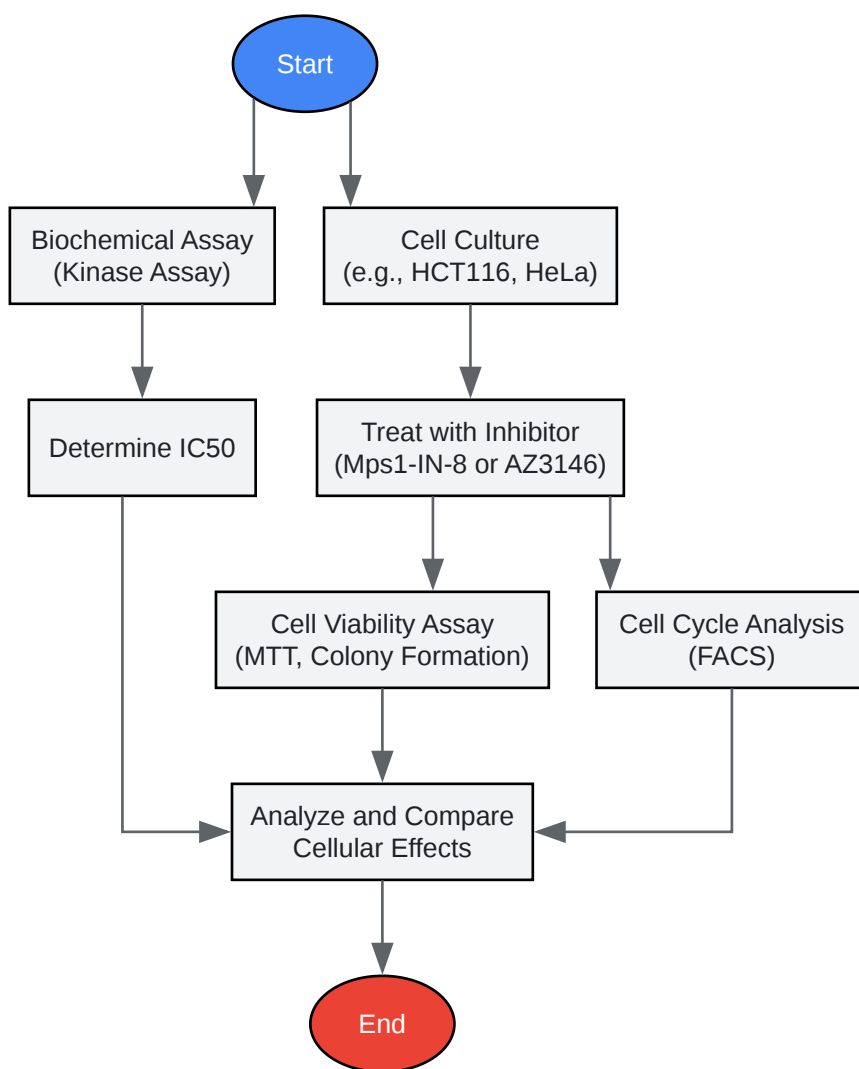 Start
Biochemical Assay
(Kinase Assay)
Cell Culture
(e.g., HCT116, HeLa)
Determine IC50
Treat with Inhibitor
(Mps1-IN-8 or AZ3146)
Cell Viability Assay
(MTT, Colony Formation)
Cell Cycle Analysis
(FACS)
Analyze and Compare
Cellular Effects
End